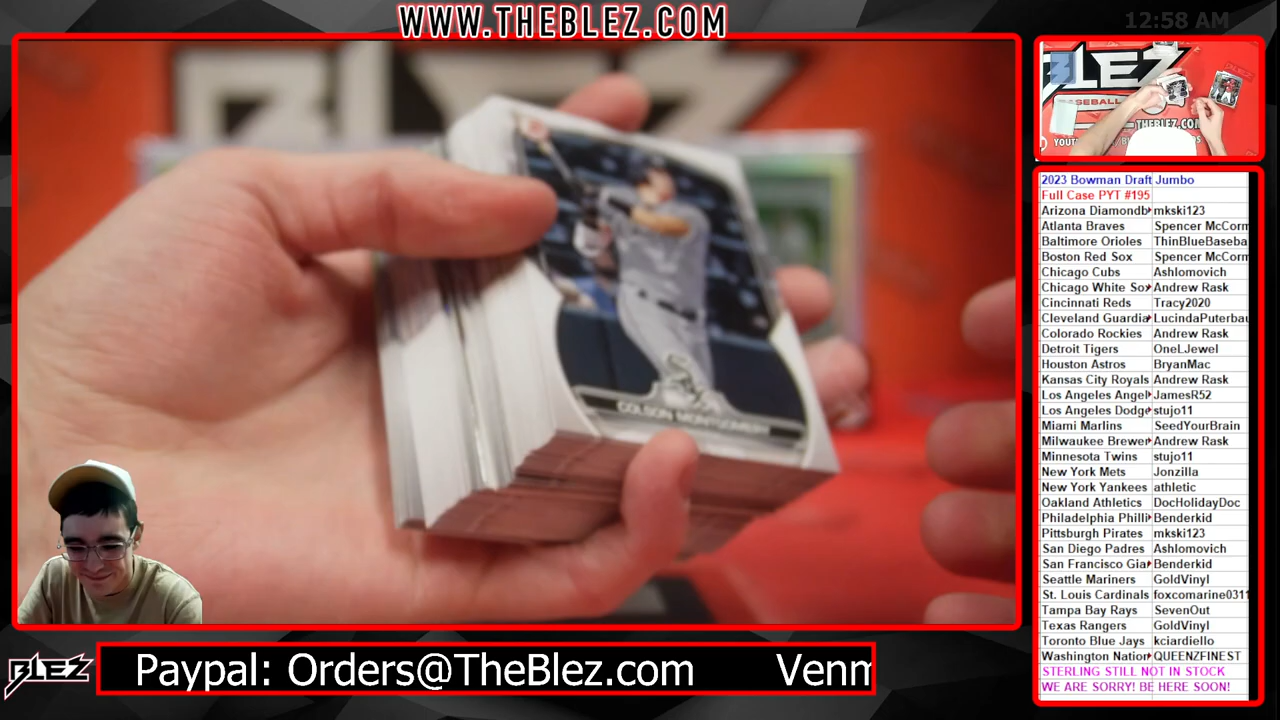 WWW.THEBLEZ.COM
12:58 AM
BLEZ
BASEBALL
THEBLEZ.COM
COLSON MONTGOMERY
2023 Bowman Draft Jumbo
Full Case PYT #195
Arizona Diamondb mkski123
Atlanta Braves Spencer McCorm
Baltimore Orioles ThinBlueBaseba
Boston Red Sox Spencer McCorm
Chicago Cubs Ashlomovich
Chicago White So Andrew Rask
Cincinnati Reds Tracy2020
Cleveland Guardia LucindaPuterbau
Colorado Rockies Andrew Rask
Detroit Tigers OneLJewel
Houston Astros BryanMac
Kansas City Royals Andrew Rask
Los Angeles Angel JamesR52
Los Angeles Dodge stujo11
Miami Marlins SeedYourBrain
Milwaukee Brewer Andrew Rask
Minnesota Twins stujo11
New York Mets Jonzilla
New York Yankees athletic
Oakland Athletics DocHolidayDoc
Philadelphia Philli Benderkid
Pittsburgh Pirates mkski123
San Diego Padres Ashlomovich
San Francisco Gia Benderkid
Seattle Mariners GoldVinyl
St. Louis Cardinals foxcomarine0311
Tampa Bay Rays SevenOut
Texas Rangers GoldVinyl
Toronto Blue Jays kciardiello
Washington Nation QUEENZFINEST
STERLING STILL NOT IN STOCK
WE ARE SORRY! BE HERE SOON!
BLEZ
Paypal: Orders@TheBlez.com Venm